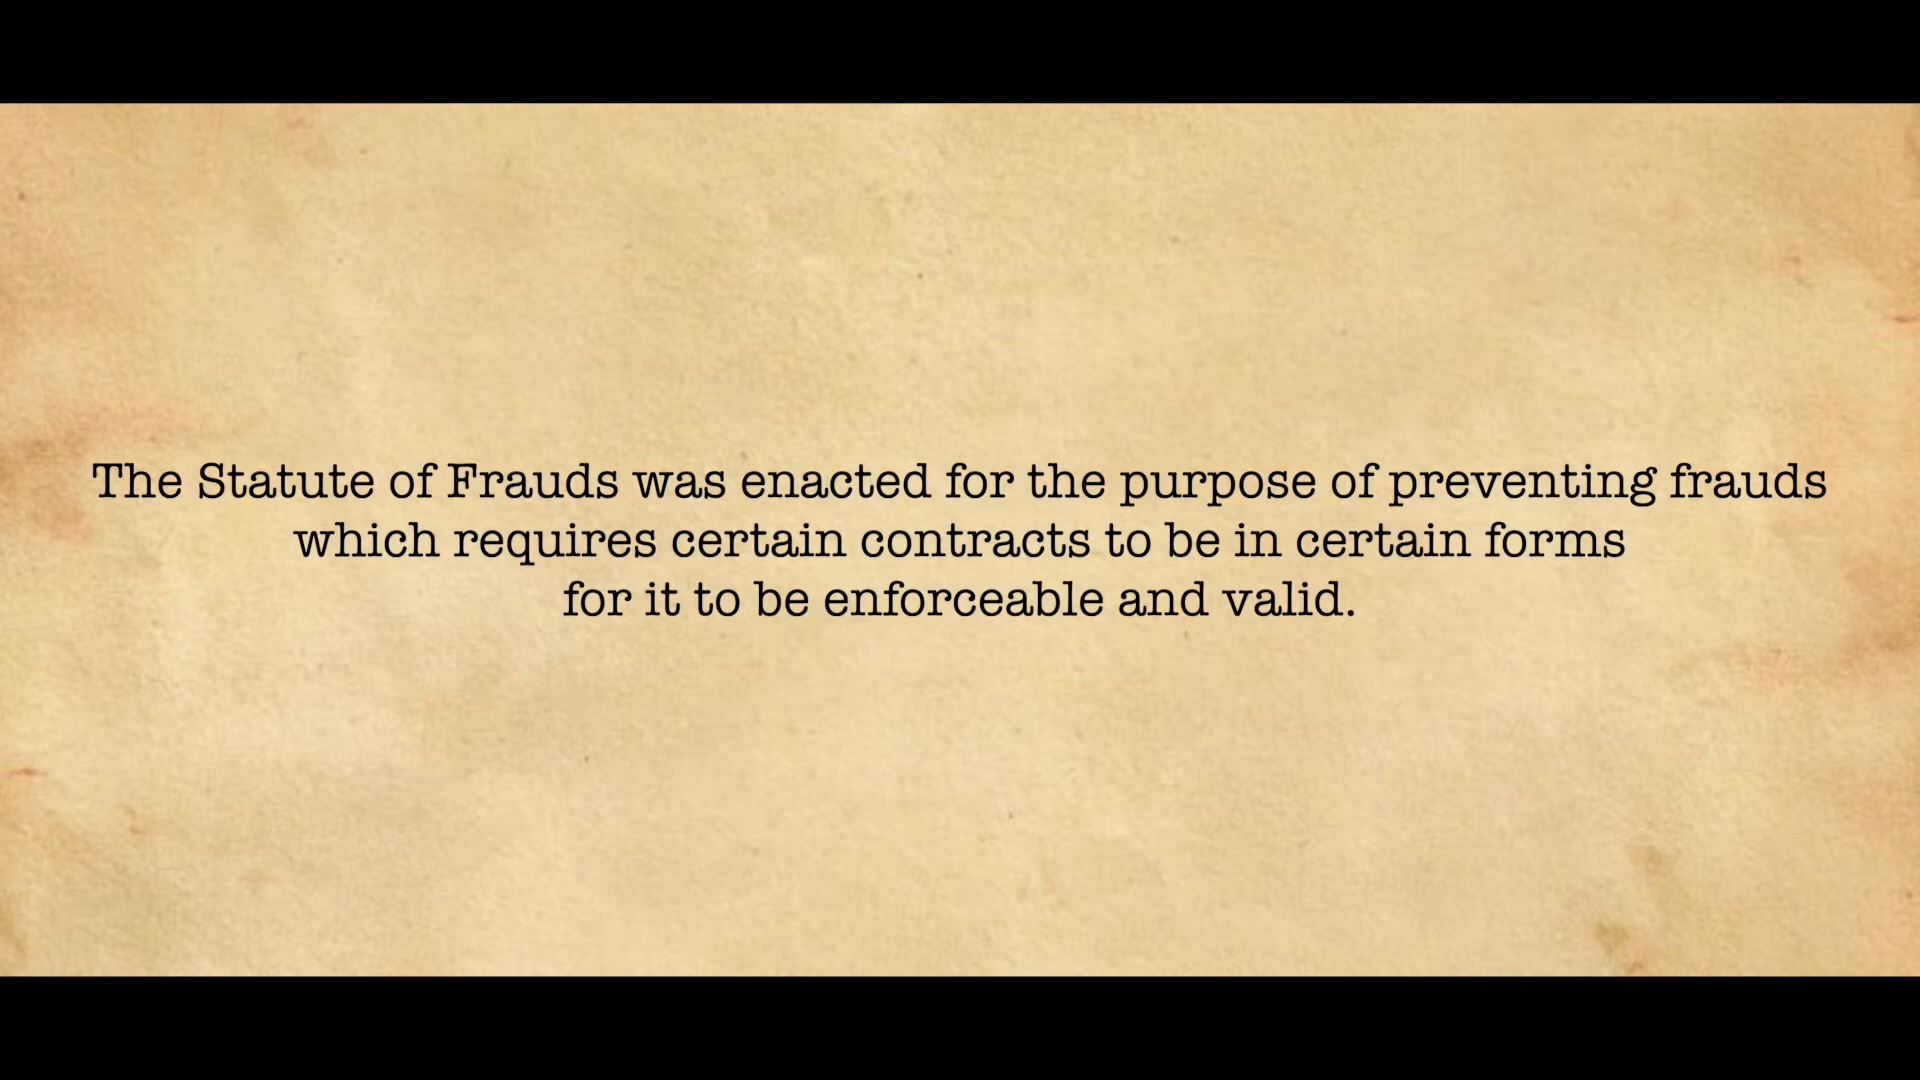 The Statute of Frauds was enacted for the purpose of preventing frauds
which requires certain contracts to be in certain forms
for it to be enforceable and valid.